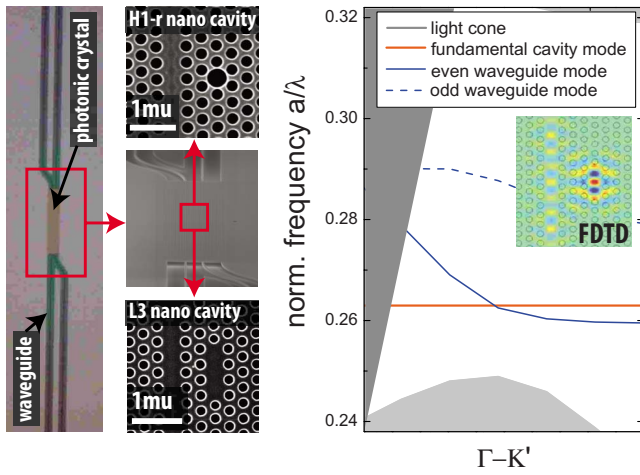 photonic crystal
waveguide
H1-r nano cavity
1mu
L3 nano cavity
1mu
norm. frequency a/λ
0.32
0.30
0.28
0.26
0.24
light cone
fundamental cavity mode
even waveguide mode
odd waveguide mode
FDTD
Γ–K'